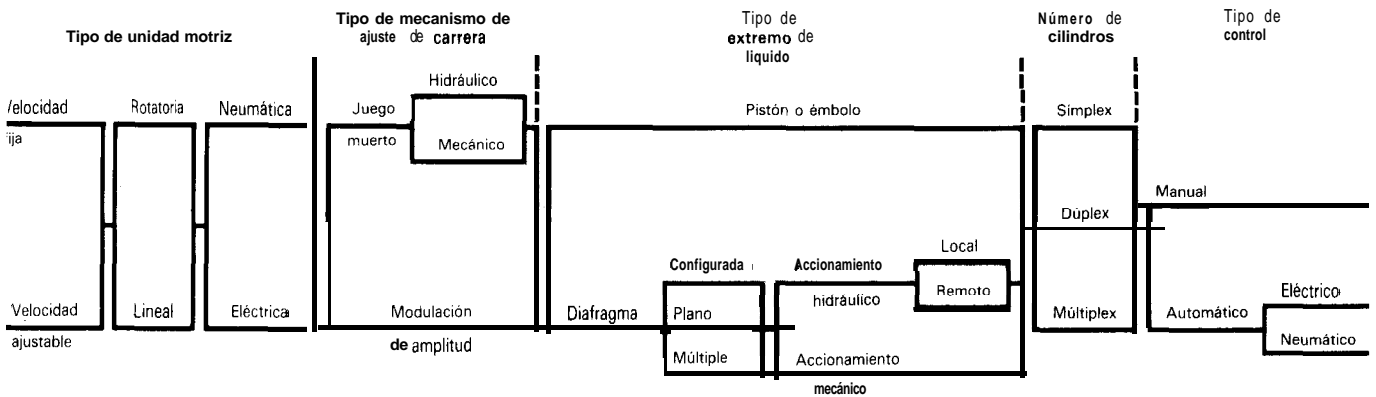 Tipo de unidad motriz
Tipo de mecanismo de
ajuste de carrera
Tipo de
extremo de
liquido
Número de
cilindros
Tipo de
control
Velocidad
fija
Rotatoria
Neumática
Juego
muerto
Hidráulico
Mecánico
Pistón o émbolo
Símplex
Manual
Dúplex
Local
Configurada
Accionamiento
hidráulico
Remoto
Velocidad
ajustable
Lineal
Eléctrica
Modulación
de amplitud
Diafragma
Plano
Múltiple
Accionamiento
mecánico
Múltiplex
Automático
Eléctrico
Neumático